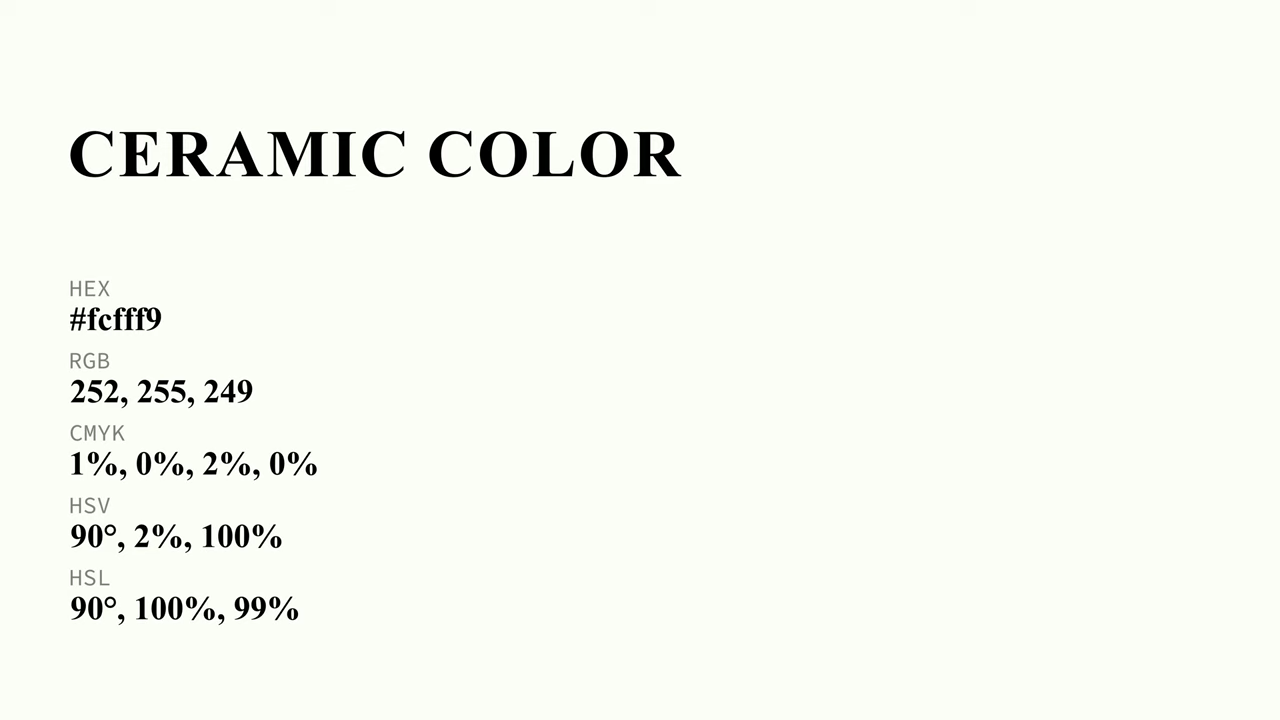 CERAMIC COLOR
HEX
#fcfff9
RGB
252, 255, 249
CMYK
1%, 0%, 2%, 0%
HSV
90°, 2%, 100%
HSL
90°, 100%, 99%